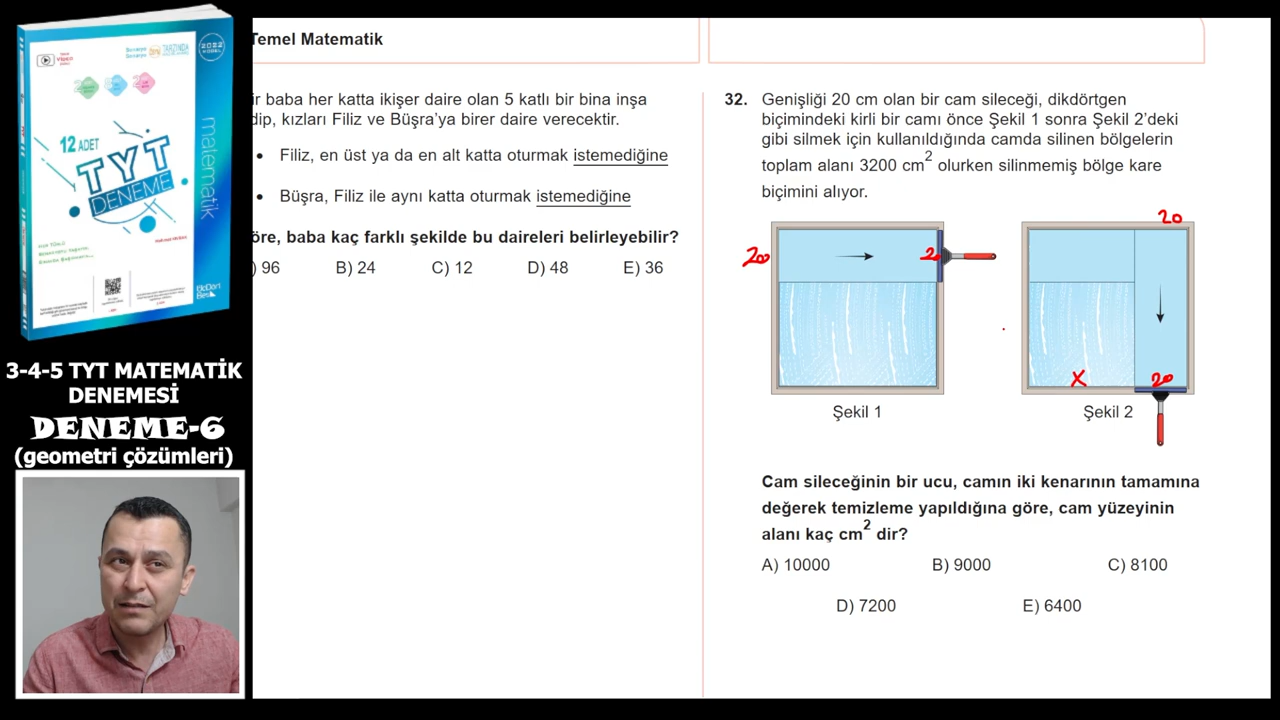 2022 MODEL
TARZINDA
12 ADET
TYT
DENEME
matematik
3-4-5 TYT MATEMATİK
DENEMESİ
DENEME-6
(geometri çözümleri)
Temel Matematik
ir baba her katta ikişer daire olan 5 katlı bir bina inşa
dip, kızları Filiz ve Büşra’ya birer daire verecektir.
• Filiz, en üst ya da en alt katta oturmak istemediğine
• Büşra, Filiz ile aynı katta oturmak istemediğine
öre, baba kaç farklı şekilde bu daireleri belirleyebilir?
) 96 B) 24 C) 12 D) 48 E) 36
32. Genişliği 20 cm olan bir cam sileceği, dikdörtgen
biçimindeki kirli bir camı önce Şekil 1 sonra Şekil 2’deki
gibi silmek için kullanıldığında camda silinen bölgelerin
toplam alanı 3200 cm² olurken silinmemiş bölge kare
biçimini alıyor.
20
20 20
x 20
Şekil 1 Şekil 2
Cam sileceğinin bir ucu, camın iki kenarının tamamına
değerek temizleme yapıldığına göre, cam yüzeyinin
alanı kaç cm² dir?
A) 10000 B) 9000 C) 8100
D) 7200 E) 6400